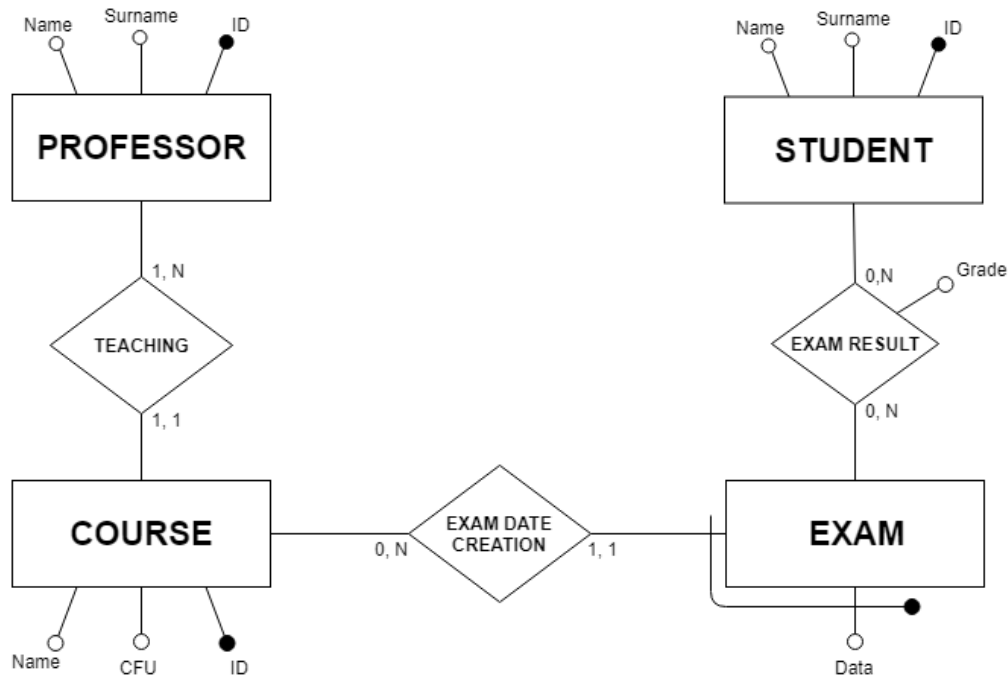 Name
Surname
ID
PROFESSOR
1, N
TEACHING
1, 1
COURSE
Name
CFU
ID
0, N
EXAM DATE
CREATION
1, 1
Name
Surname
ID
STUDENT
0,N
Grade
EXAM RESULT
0, N
EXAM
Data